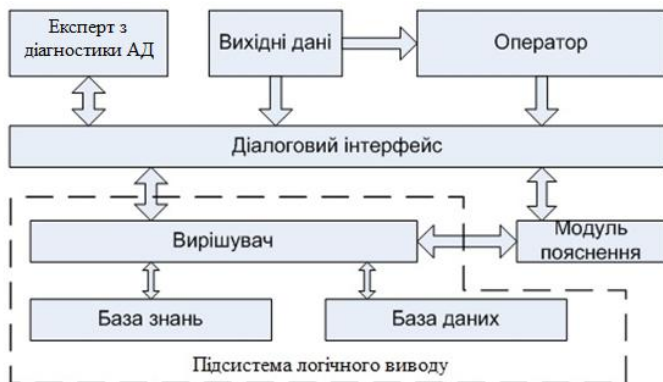 Експерт з
діагностики АД
Вихідні дані
Оператор
Діалоговий інтерфейс
Вирішувач
Модуль
пояснення
База знань
База даних
Підсистема логічного виводу